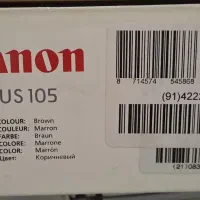 anon
US 105
COLOUR: Brown
COULEUR: Marron
FARBE: Braun
COLORE: Marrone
COLOR: Marrón
Цвет: Коричневый
8 714574 545868
(91)4222
(21)083